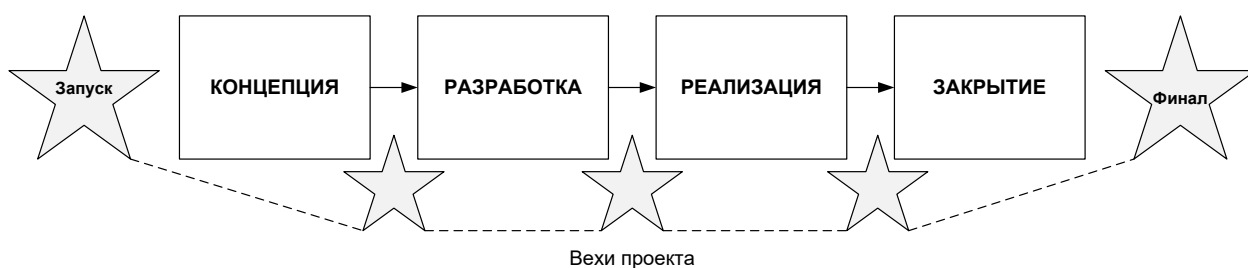 Запуск
КОНЦЕПЦИЯ
РАЗРАБОТКА
РЕАЛИЗАЦИЯ
ЗАКРЫТИЕ
Финал
Вехи проекта